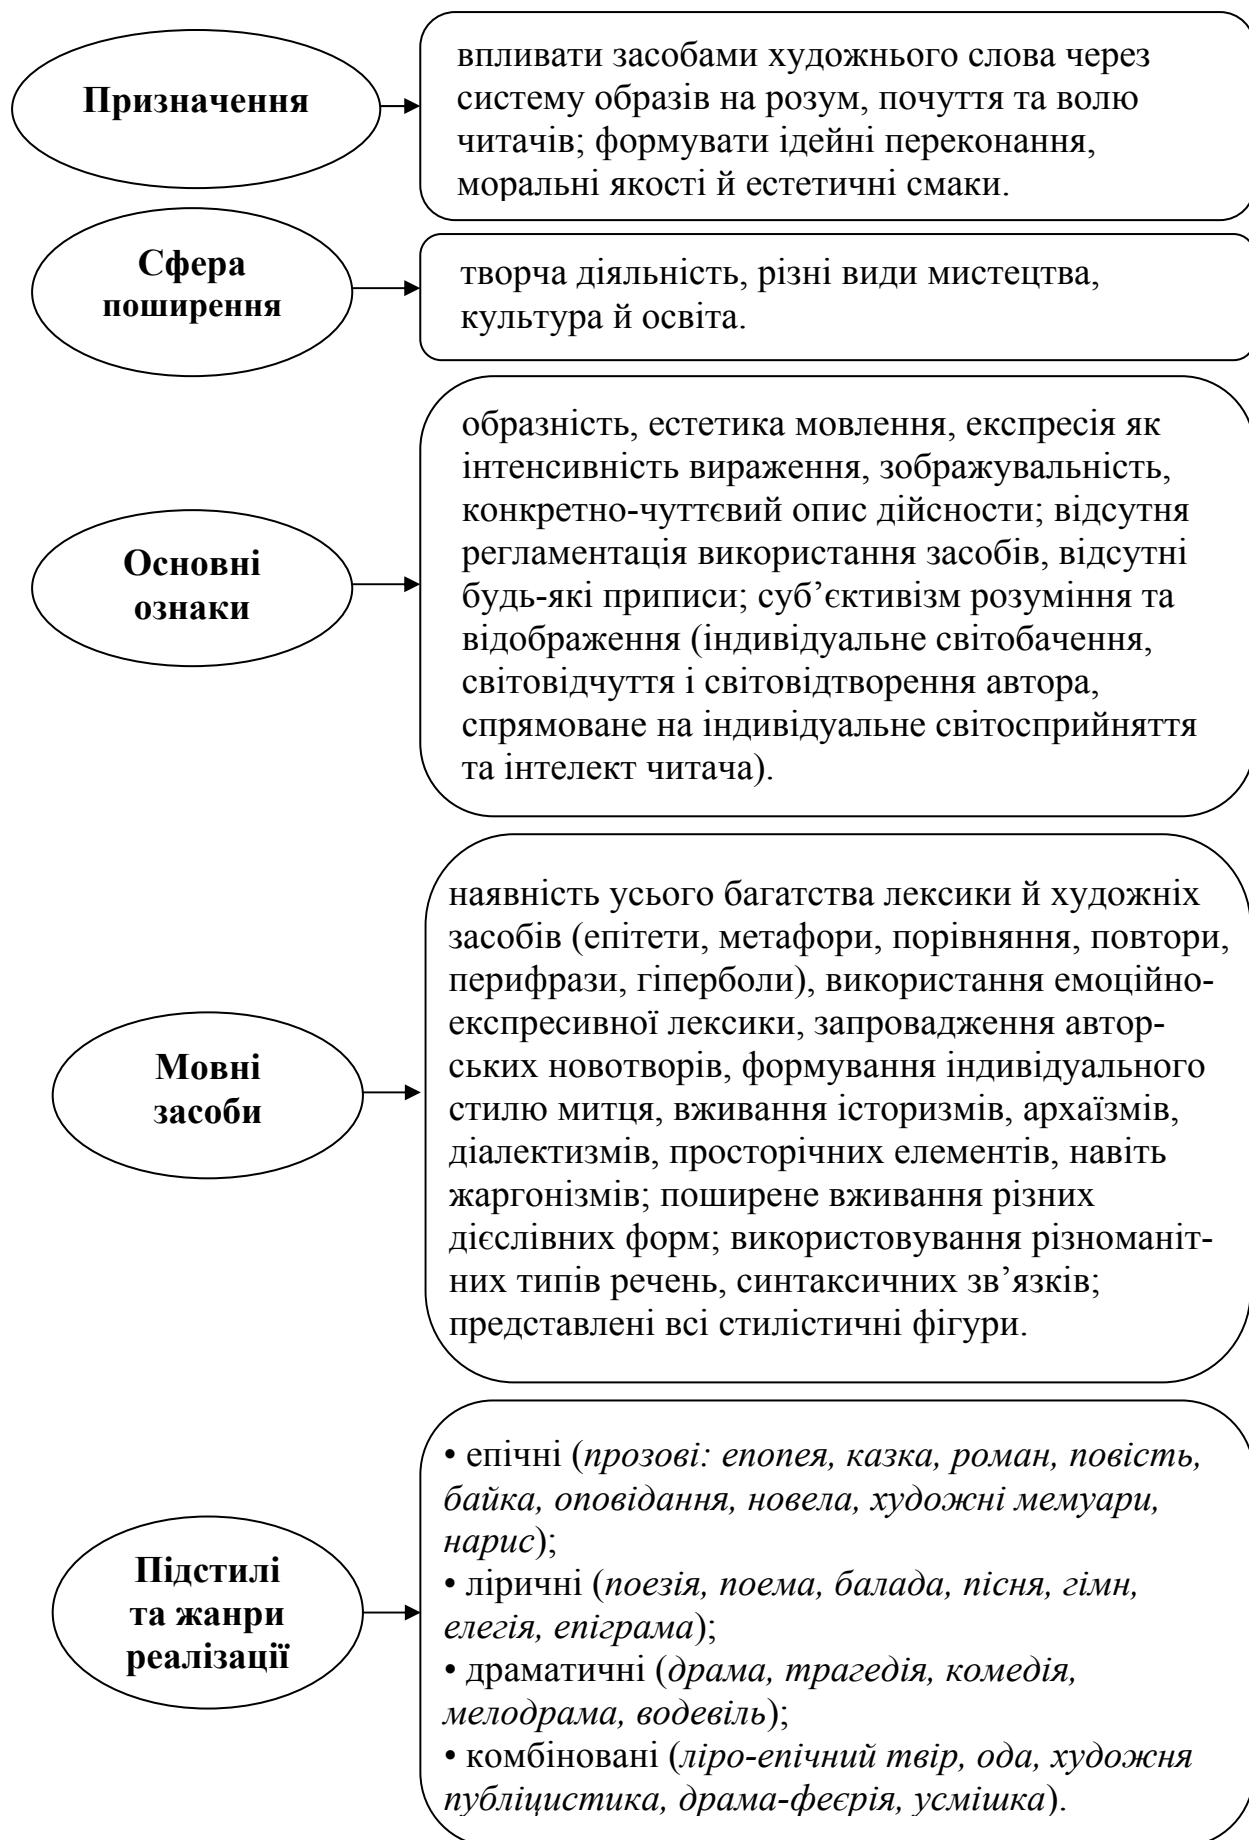 Призначення
впливати засобами художнього слова через
систему образів на розум, почуття та волю
читачів; формувати ідейні переконання,
моральні якості й естетичні смаки.
Сфера
поширення
творча діяльність, різні види мистецтва,
культура й освіта.
Основні
ознаки
образність, естетика мовлення, експресія як
інтенсивність вираження, зображувальність,
конкретно-чуттєвий опис дійсности; відсутня
регламентація використання засобів, відсутні
будь-які приписи; суб’єктивізм розуміння та
відображення (індивідуальне світобачення,
світовідчуття і світовідтворення автора,
спрямоване на індивідуальне світосприйняття
та інтелект читача).
Мовні
засоби
наявність усього багатства лексики й художніх
засобів (епітети, метафори, порівняння, повтори,
перифрази, гіперболи), використання емоційно-
експресивної лексики, запровадження автор-
ських новотворів, формування індивідуального
стилю митця, вживання історизмів, архаїзмів,
діалектизмів, просторічних елементів, навіть
жаргонізмів; поширене вживання різних
дієслівних форм; використовування різноманіт-
них типів речень, синтаксичних зв’язків;
представлені всі стилістичні фігури.
Підстилі
та жанри
реалізації
• епічні (прозові: епопея, казка, роман, повість,
байка, оповідання, новела, художні мемуари,
нарис);
• ліричні (поезія, поема, балада, пісня, гімн,
елегія, епіграма);
• драматичні (драма, трагедія, комедія,
мелодрама, водевіль);
• комбіновані (ліро-епічний твір, ода, художня
публіцистика, драма-феєрія, усмішка).